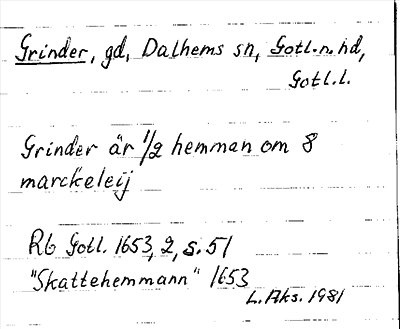 Grinder, gd, Dalhems sn, Gotl.n.hd,
Gotl.l.
Grinder är 1/2 hemman om 8
marckeleij
Rb Gotl. 1653, 2, s. 51
"Skattehemmann" 1653
L. Aks. 1981